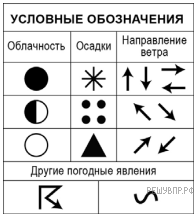 УСЛОВНЫЕ ОБОЗНАЧЕНИЯ
Облачность Осадки Направление ветра
Другие погодные явления
РЕШУВПР.РФ